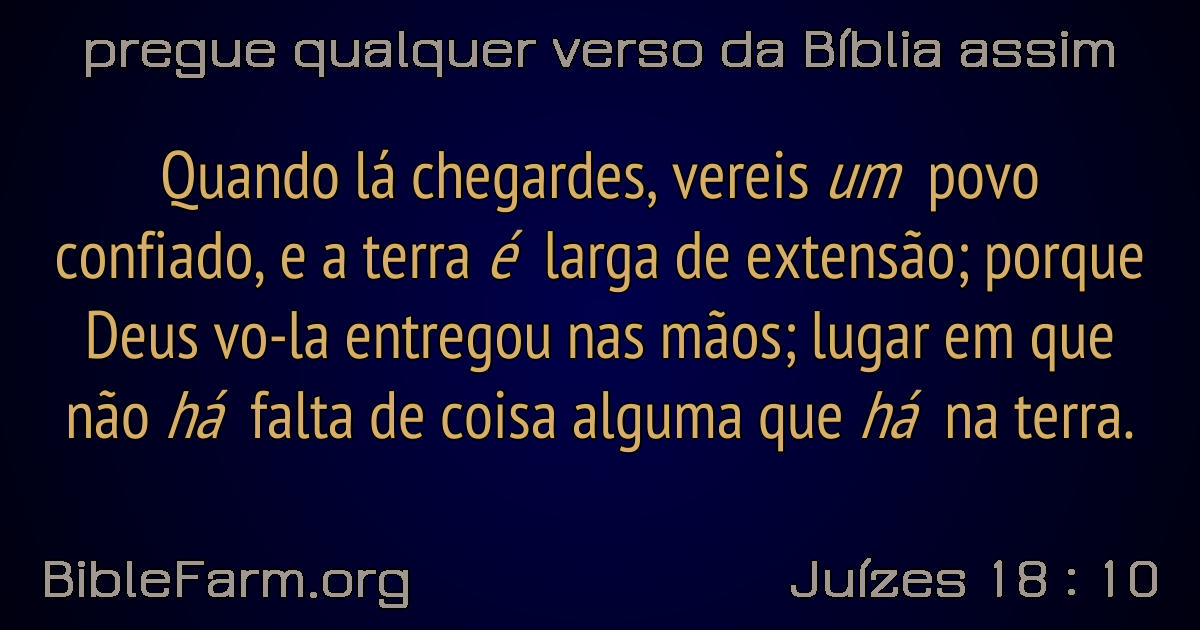 pregue qualquer verso da Bíblia assim
Quando lá chegardes, vereis um povo
confiado, e a terra é larga de extensão; porque
Deus vo-la entregou nas mãos; lugar em que
não há falta de coisa alguma que há na terra.
BibleFarm.org
Juízes 18 : 10